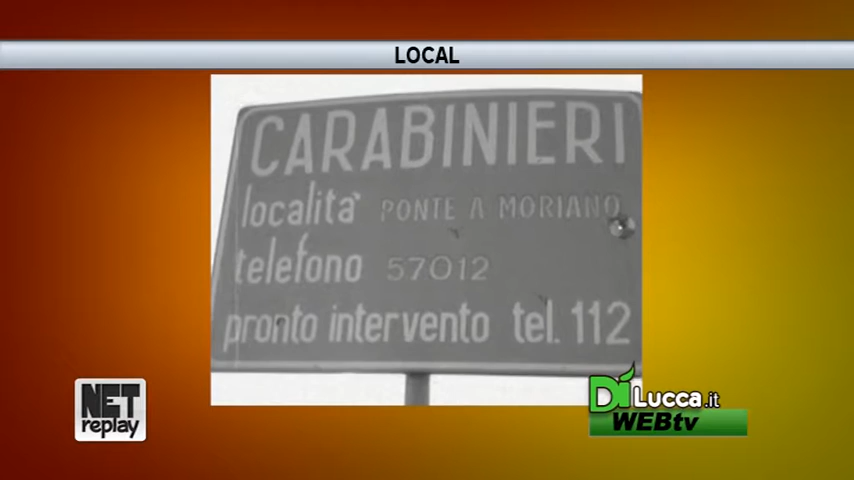 LOCAL
CARABINIERI
località PONTE A MORIANO
telefono 57012
pronto intervento tel. 112
NET
replay
DiLucca.it
WEBtv